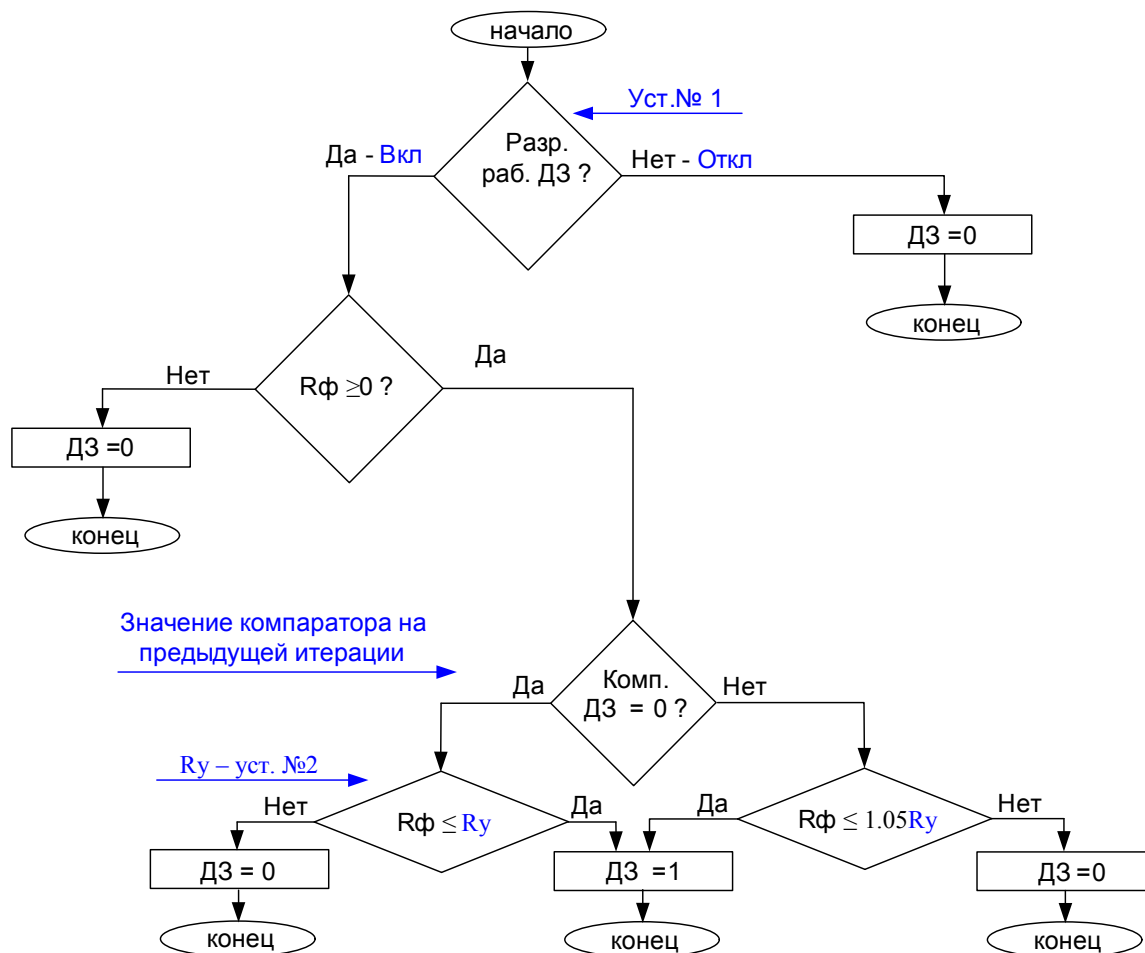 начало
Уст.№ 1
Разр.
раб. ДЗ ?
Да - Вкл
Нет - Откл
ДЗ =0
конец
Rф ≥0 ?
Нет
Да
ДЗ =0
конец
Значение компаратора на
предыдущей итерации
Комп.
ДЗ = 0 ?
Да
Нет
Ry – уст. №2
Rф ≤ Ry
Нет
Да
Rф ≤ 1.05Ry
Да
Нет
ДЗ = 0
ДЗ =1
ДЗ =0
конец
конец
конец